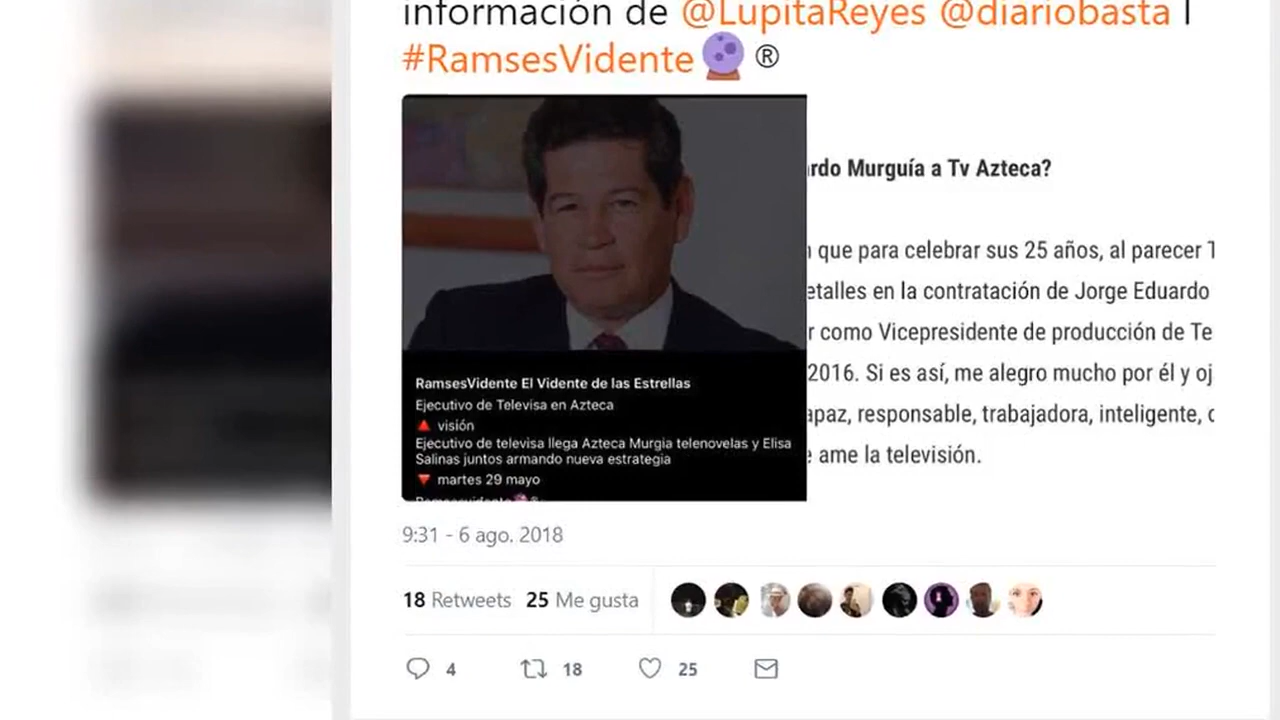 información de @LupitaReyes @diariobasta |
#RamsesVidente ®
RamsesVidente El Vidente de las Estrellas
Ejecutivo de Televisa en Azteca
visión
Ejecutivo de televisa llega Azteca Murgia telenovelas y Elisa
Salinas juntos armando nueva estrategia
martes 29 mayo
rdo Murguía a Tv Azteca?
que para celebrar sus 25 años, al parecer T
etalles en la contratación de Jorge Eduardo
r como Vicepresidente de producción de Te
2016. Si es así, me alegro mucho por él y oj
apaz, responsable, trabajadora, inteligente, c
ame la televisión.
9:31 - 6 ago. 2018
18 Retweets 25 Me gusta
4 18 25